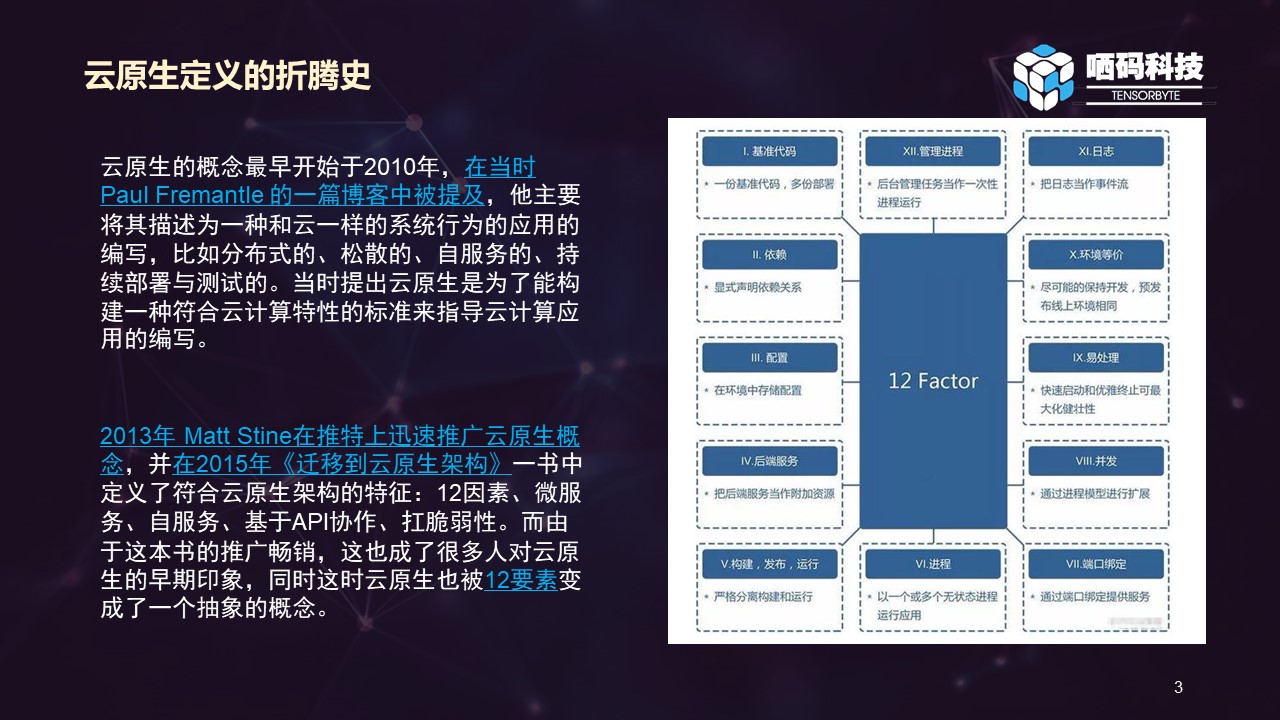 云原生定义的折腾史
哂码科技
TENSORBYTE
云原生的概念最早开始于2010年，在当时
Paul Fremantle 的一篇博客中被提及，他主要
将其描述为一种和云一样的系统行为的应用的
编写，比如分布式的、松散的、自服务的、持
续部署与测试的。当时提出云原生是为了能构
建一种符合云计算特性的标准来指导云计算应
用的编写。
2013年 Matt Stine在推特上迅速推广云原生概
念，并在2015年《迁移到云原生架构》一书中
定义了符合云原生架构的特征：12因素、微服
务、自服务、基于API协作、扛脆弱性。而由
于这本书的推广畅销，这也成了很多人对云原
生的早期印象，同时这时云原生也被12要素变
成了一个抽象的概念。
I. 基准代码
* 一份基准代码，多份部署
XII.管理进程
* 后台管理任务当作一次性
进程运行
XI.日志
* 把日志当作事件流
II. 依赖
* 显式声明依赖关系
X.环境等价
* 尽可能的保持开发，预发
布线上环境相同
III. 配置
* 在环境中存储配置
12 Factor
IX.易处理
* 快速启动和优雅终止可最
大化健壮性
IV.后端服务
* 把后端服务当作附加资源
VIII.并发
* 通过进程模型进行扩展
V.构建，发布，运行
* 严格分离构建和运行
VI.进程
* 以一个或多个无状态进程
运行应用
VII.端口绑定
* 通过端口绑定提供服务
3